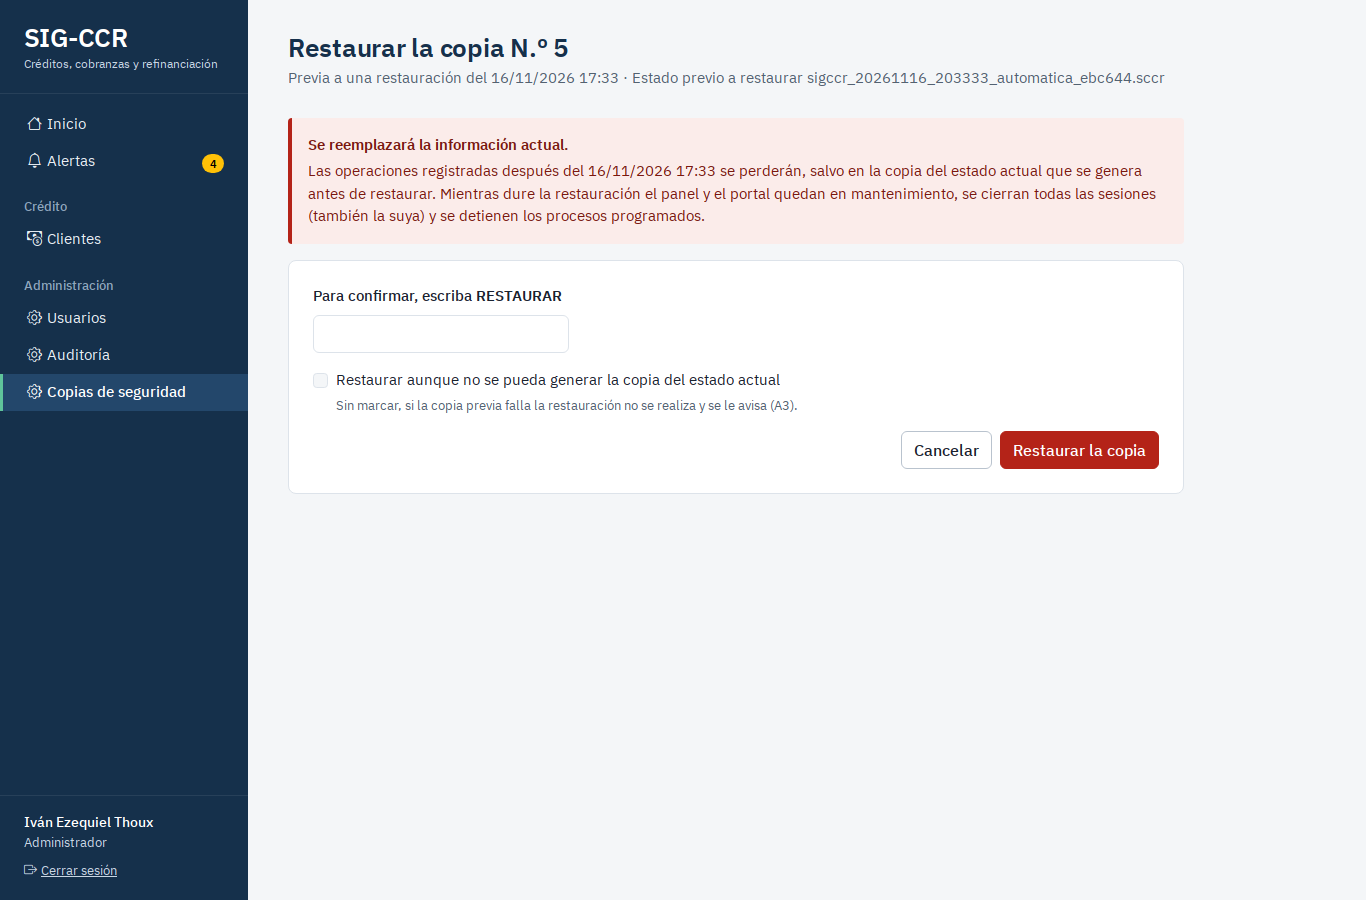 SIG-CCR
Créditos, cobranzas y refinanciación
Inicio
Alertas 4
Crédito
Clientes
Administración
Usuarios
Auditoría
Copias de seguridad
Iván Ezequiel Thoux
Administrador
Cerrar sesión
Restaurar la copia N.º 5
Previa a una restauración del 16/11/2026 17:33 · Estado previo a restaurar sigccr_20261116_203333_automatica_ebc644.sccr
Se reemplazará la información actual.
Las operaciones registradas después del 16/11/2026 17:33 se perderán, salvo en la copia del estado actual que se genera
antes de restaurar. Mientras dure la restauración el panel y el portal quedan en mantenimiento, se cierran todas las sesiones
(también la suya) y se detienen los procesos programados.
Para confirmar, escriba RESTAURAR
Restaurar aunque no se pueda generar la copia del estado actual
Sin marcar, si la copia previa falla la restauración no se realiza y se le avisa (A3).
Cancelar
Restaurar la copia